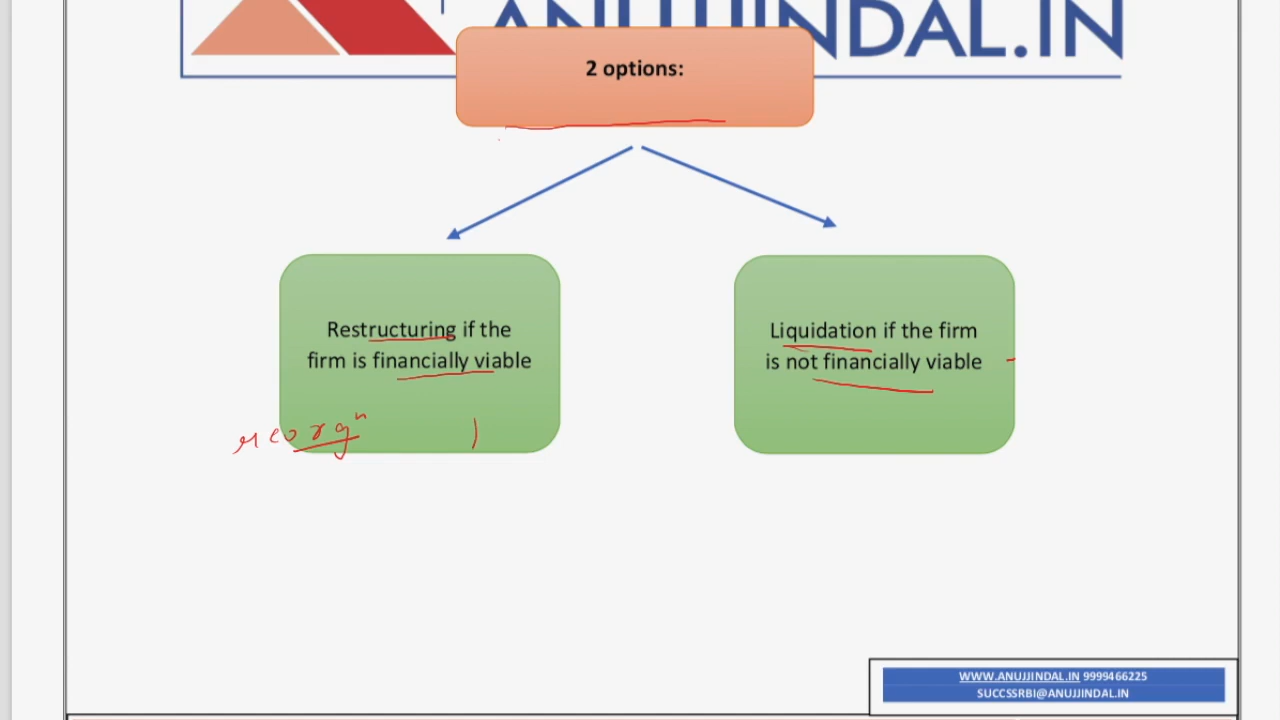 ANUJJINDAL.IN
2 options:
Restructuring if the
firm is financially viable
Liquidation if the firm
is not financially viable
reorgⁿ
WWW.ANUJJINDAL.IN 9999466225
SUCCSSRBI@ANUJJINDAL.IN